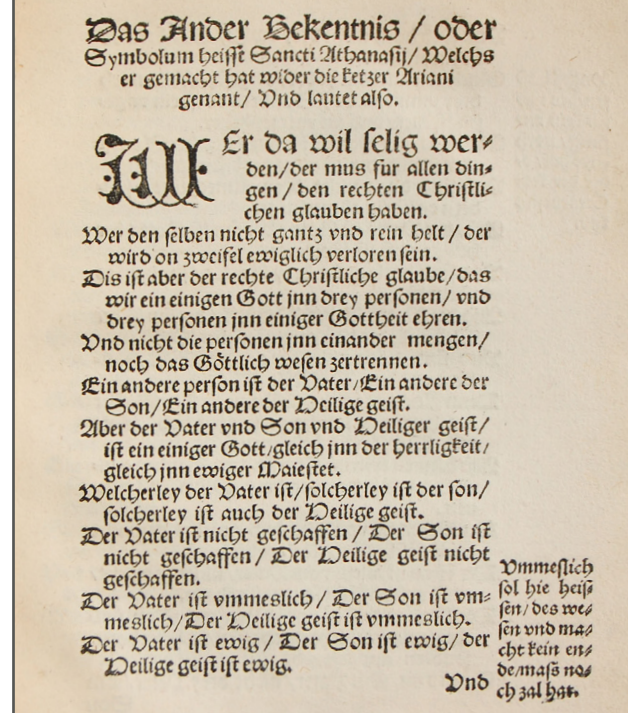 Das Ander Bekentnis / oder
Symbolum heisst Sancti Athanasij/ Welchs
er gemacht hat wider die ketzer Ariani
genant/ Vnd lautet also.
WEr da wil selig wer⸗
den/der mus fur allen din⸗
gen / den rechten Christli⸗
chen glauben haben.
Wer den selben nicht gantz vnd rein helt / der
wird on zweifel ewiglich verloren sein.
Dis ist aber der rechte Christliche glaube/das
wir ein einigen Gott jnn drey personen/ vnd
drey personen jnn einiger Gottheit ehren.
Vnd nicht die personen jnn einander mengen/
noch das Göttlich wesen zertrennen.
Ein andere person ist der Vater/Ein andere der
Son/Ein andere der Heilige geist.
Aber der Vater vnd Son vnd Heiliger geist/
ist ein einiger Gott/gleich jnn der herrligkeit/
gleich jnn ewiger Maiestet.
Welcherley der Vater ist/solcherley ist der son/
solcherley ist auch der Heilige geist.
Der Vater ist nicht geschaffen / Der Son ist
nicht geschaffen / Der Heilige geist nicht
geschaffen.
Der Vater ist vnmeslich / Der Son ist vm⸗
meslich/Der Heilige geist ist vmmeslich.
Der Vater ist ewig / Der Son ist ewig/ der
Heilige geist ist ewig.
Vnd
Vmmeslich
sol hie heis⸗
sen/des we⸗
sen vnd ma⸗
cht kein en⸗
de/mass no⸗
ch zal hat.